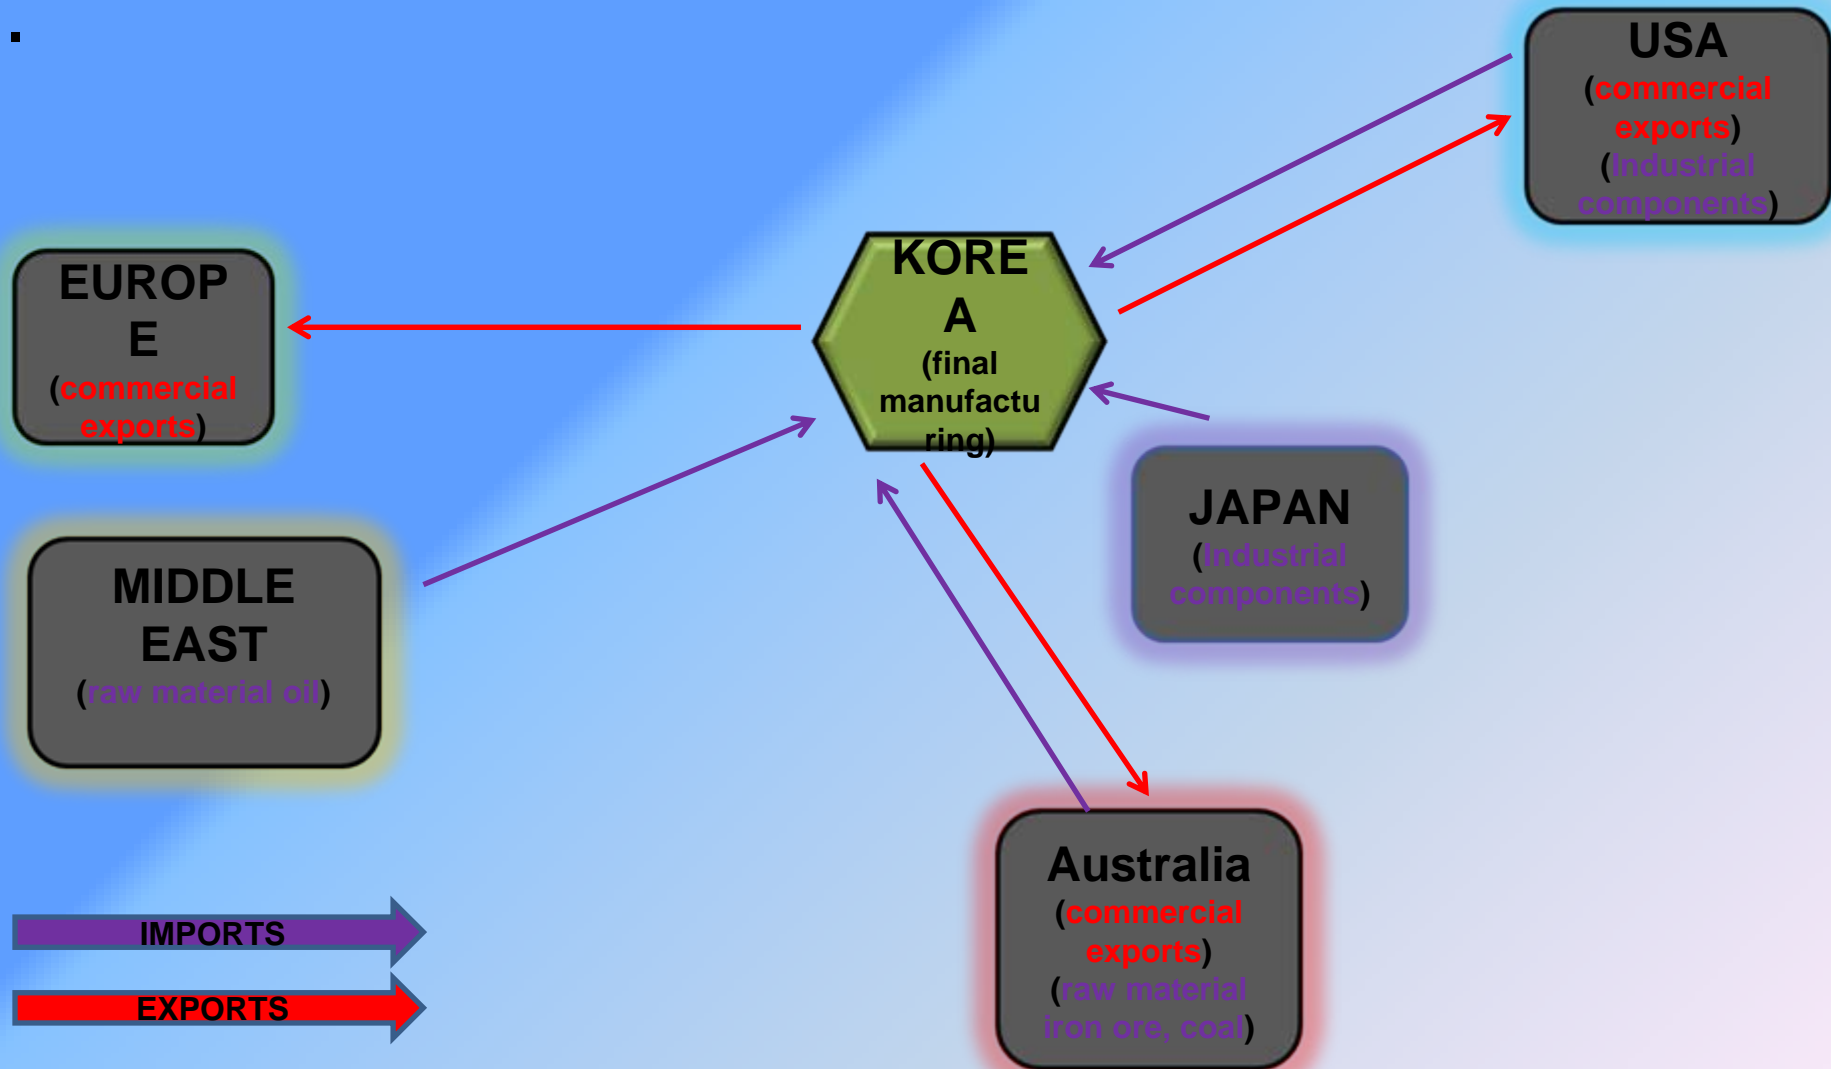 .
USA
(commercial
exports)
(Industrial
components)
EUROP
E
(commercial
exports)
KORE
A
(final
manufactu
ring)
JAPAN
(Industrial
components)
MIDDLE
EAST
(raw material oil)
Australia
(commercial
exports)
(raw material
iron ore, coal)
IMPORTS
EXPORTS